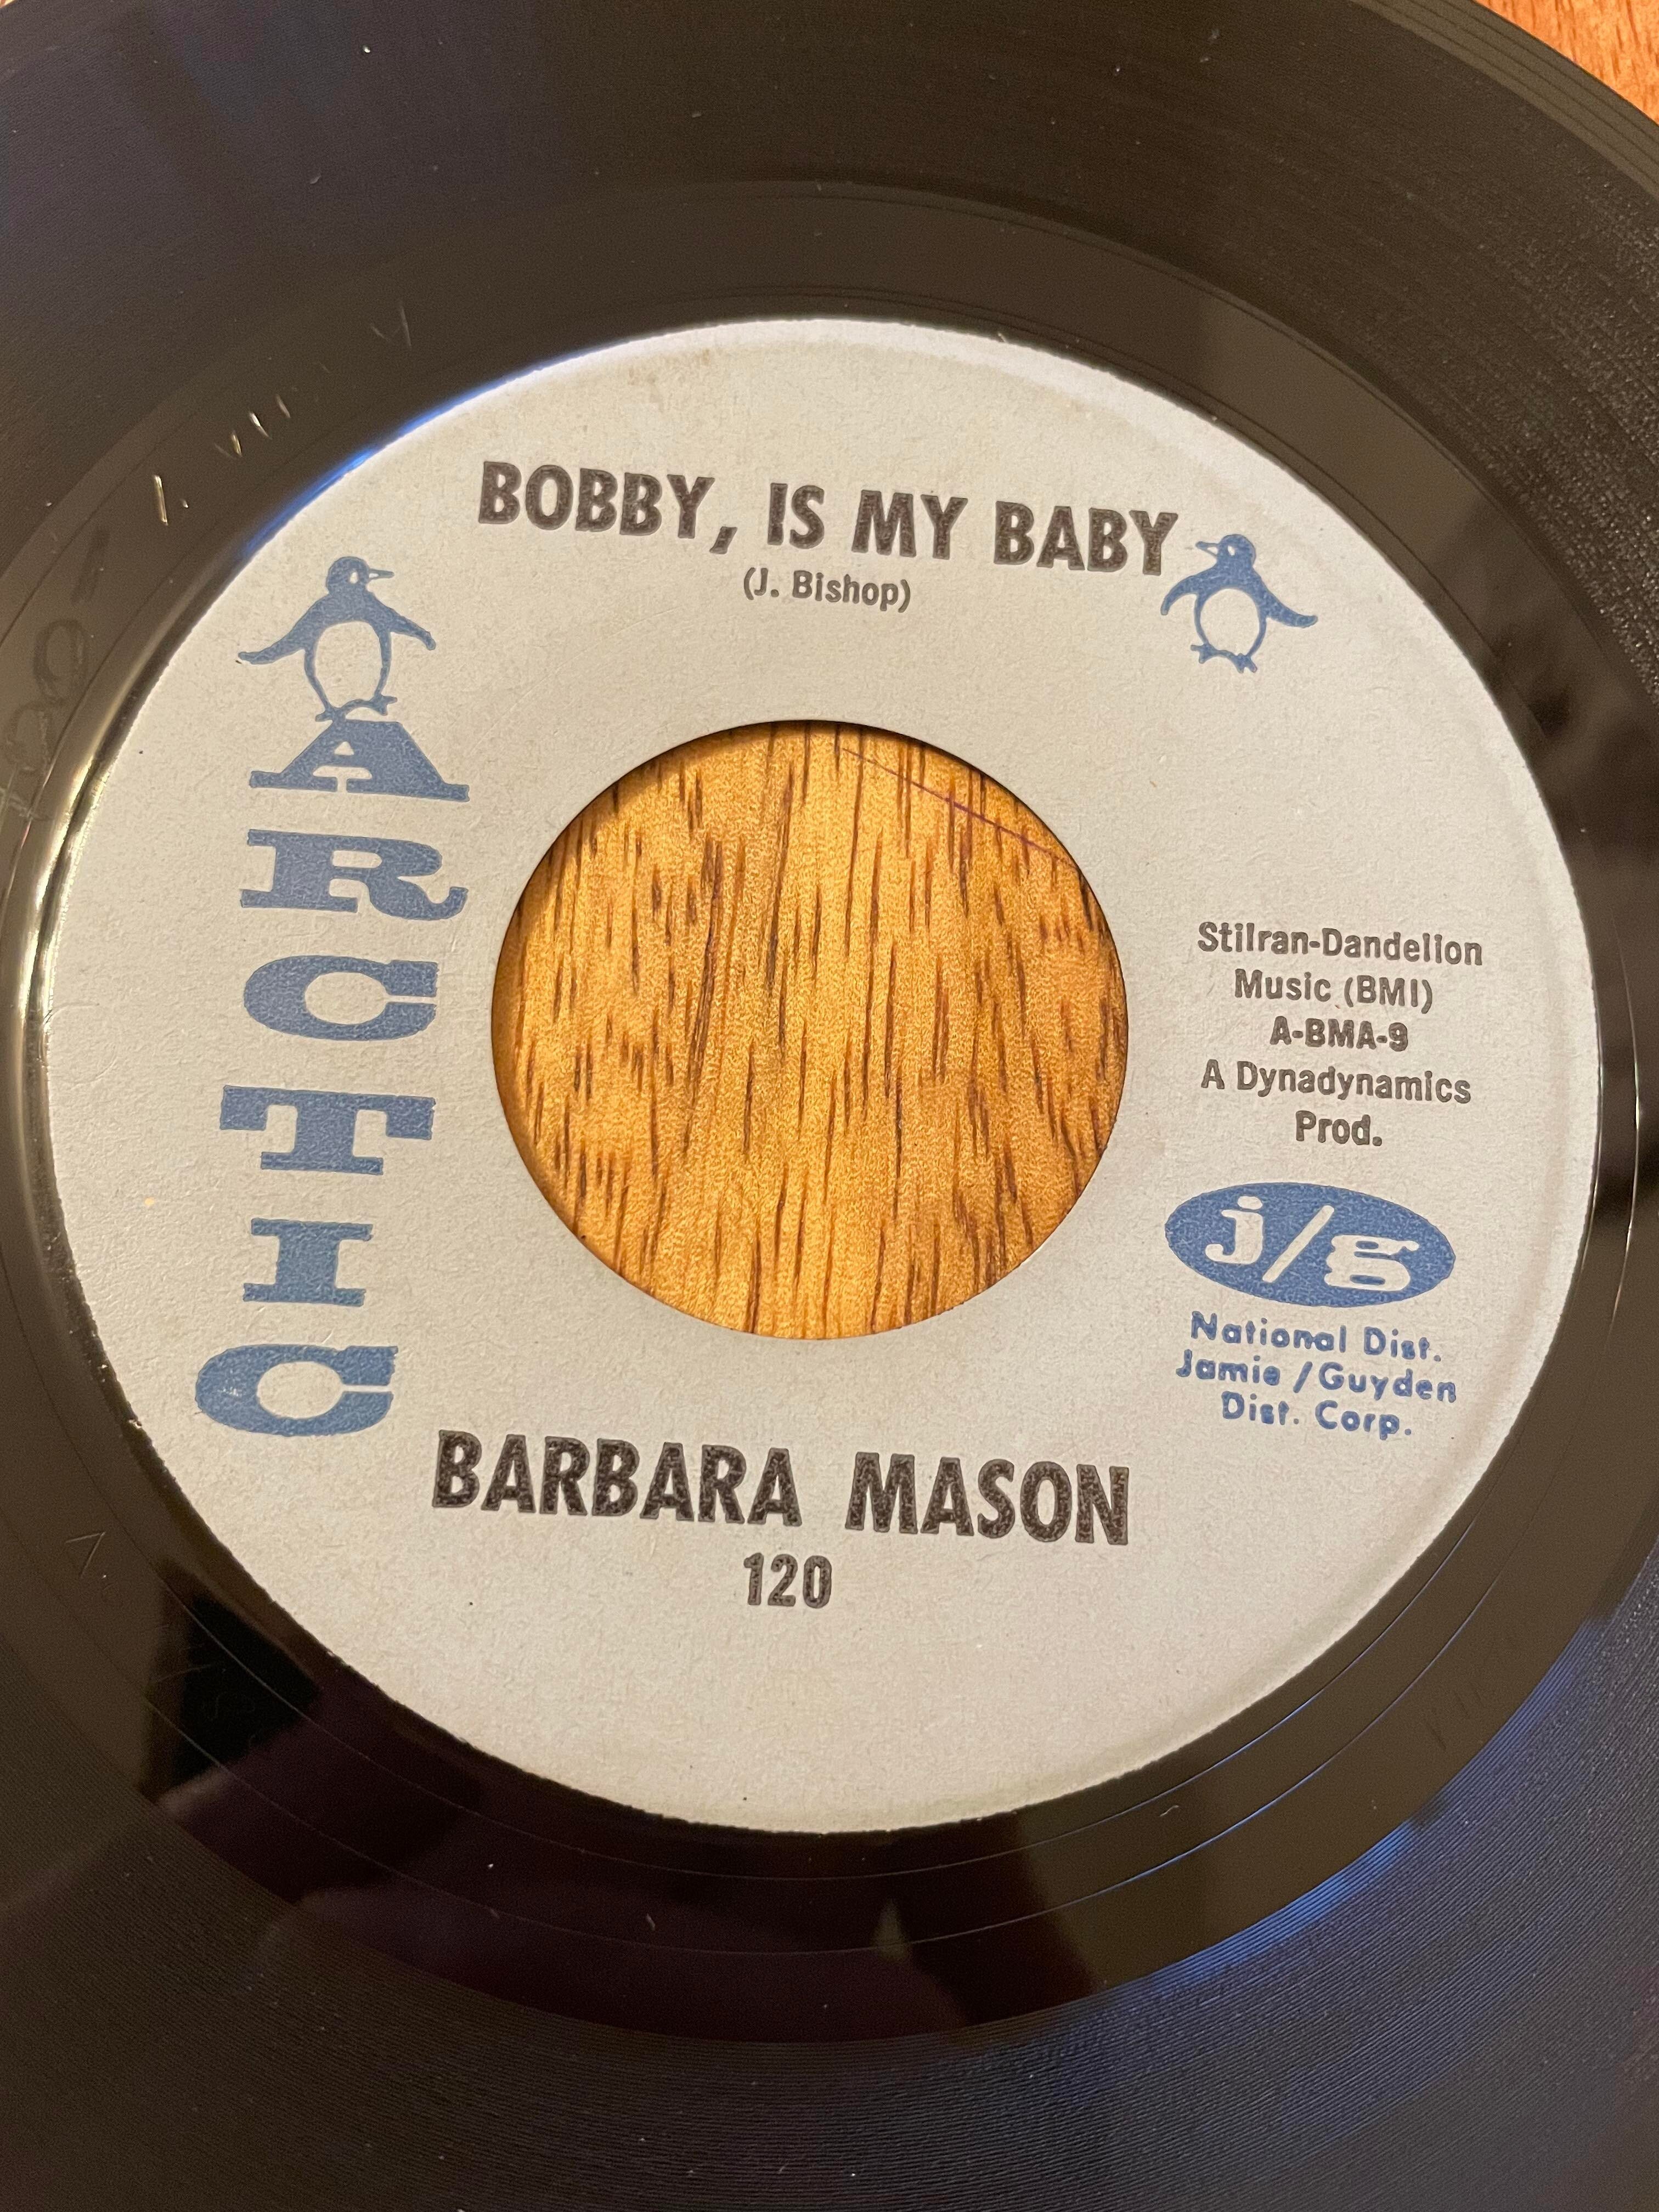 BOBBY, IS MY BABY
(J. Bishop)
ARCTIC
Stilran-Dandelion
Music (BMI)
A-BMA-9
A Dynadynamics
Prod.
j/g
National Dist.
Jamie/Guyden
Dist. Corp.
BARBARA MASON
120